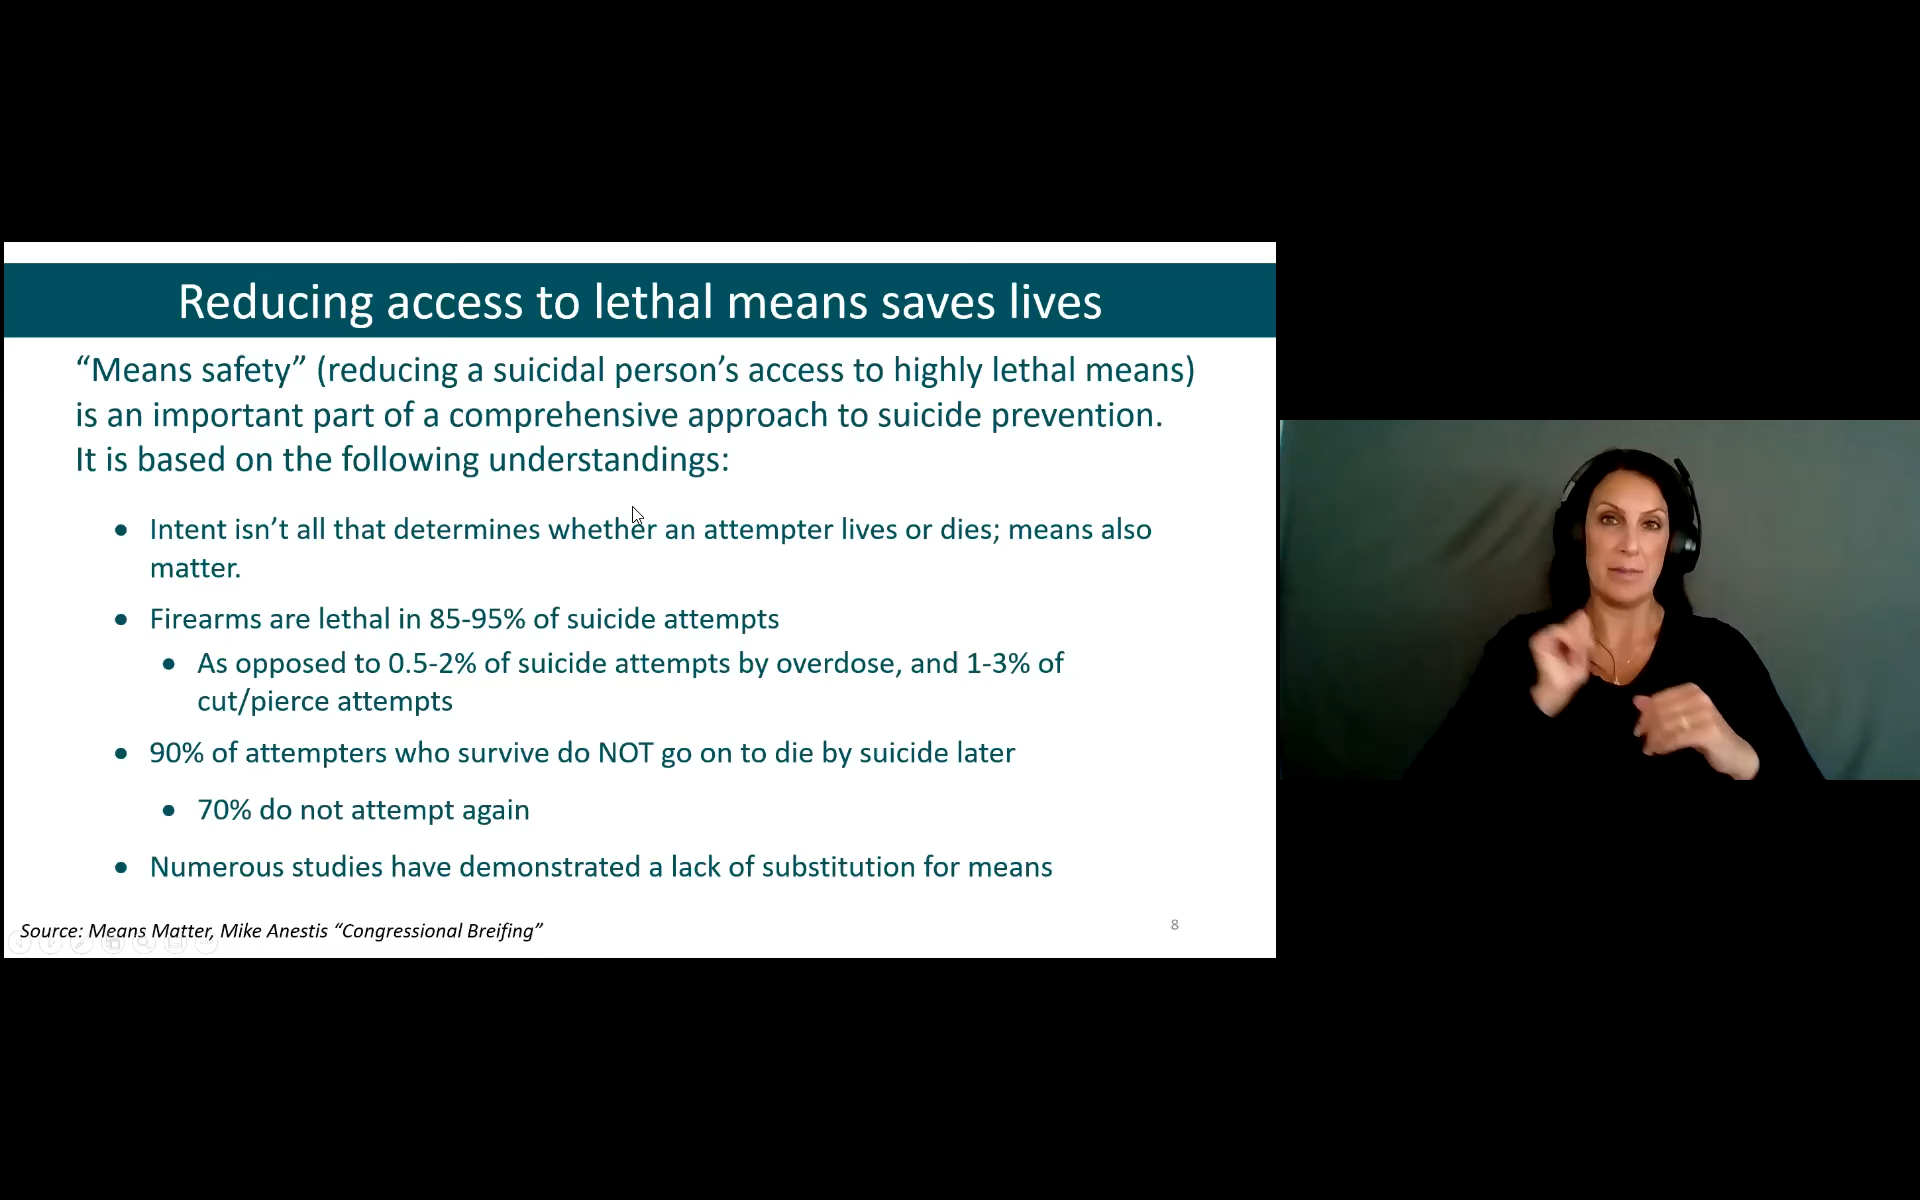 Reducing access to lethal means saves lives
“Means safety” (reducing a suicidal person’s access to highly lethal means)
is an important part of a comprehensive approach to suicide prevention.
It is based on the following understandings:
• Intent isn’t all that determines whether an attempter lives or dies; means also
matter.
• Firearms are lethal in 85-95% of suicide attempts
• As opposed to 0.5-2% of suicide attempts by overdose, and 1-3% of
cut/pierce attempts
• 90% of attempters who survive do NOT go on to die by suicide later
• 70% do not attempt again
• Numerous studies have demonstrated a lack of substitution for means
Source: Means Matter, Mike Anestis “Congressional Breifing”
8